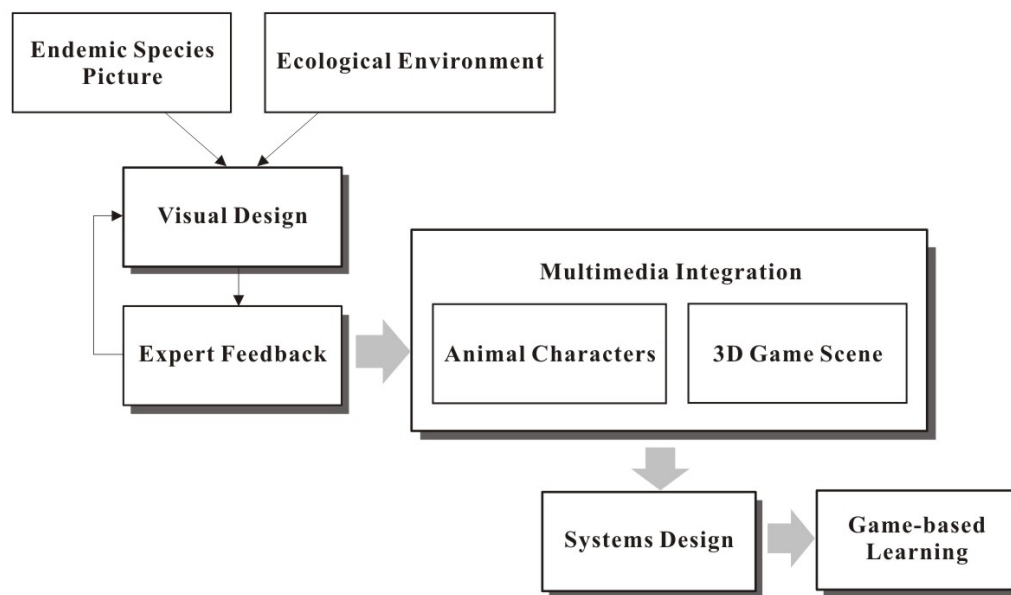 Endemic Species
Picture
Ecological Environment
Visual Design
Expert Feedback
Multimedia Integration
Animal Characters
3D Game Scene
Systems Design
Game-based
Learning